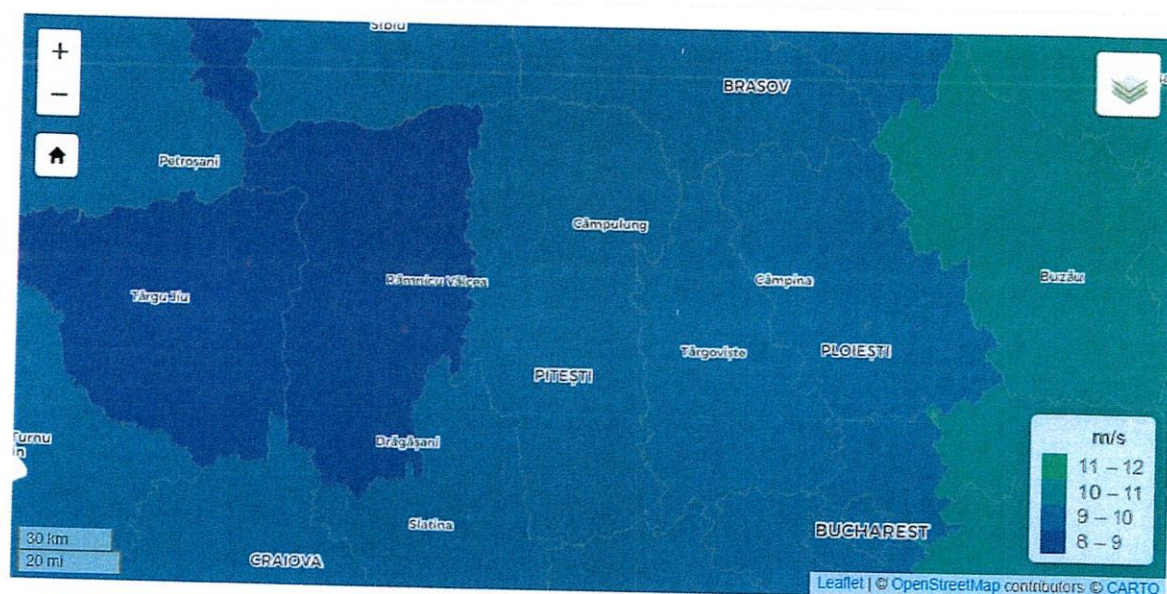 +
−
Sibiu
BRASOV
Petroșani
Câmpulung
Târgu Jiu
Râmnicu Vâlcea
Câmpina
Buzău
Târgoviște
PLOIEȘTI
PITEȘTI
Turnu
in
Drăgășani
m/s
11 – 12
10 – 11
9 – 10
8 – 9
Slatina
BUCHAREST
30 km
20 mi
CRAIOVA
Leaflet | © OpenStreetMap contributors © CARTO